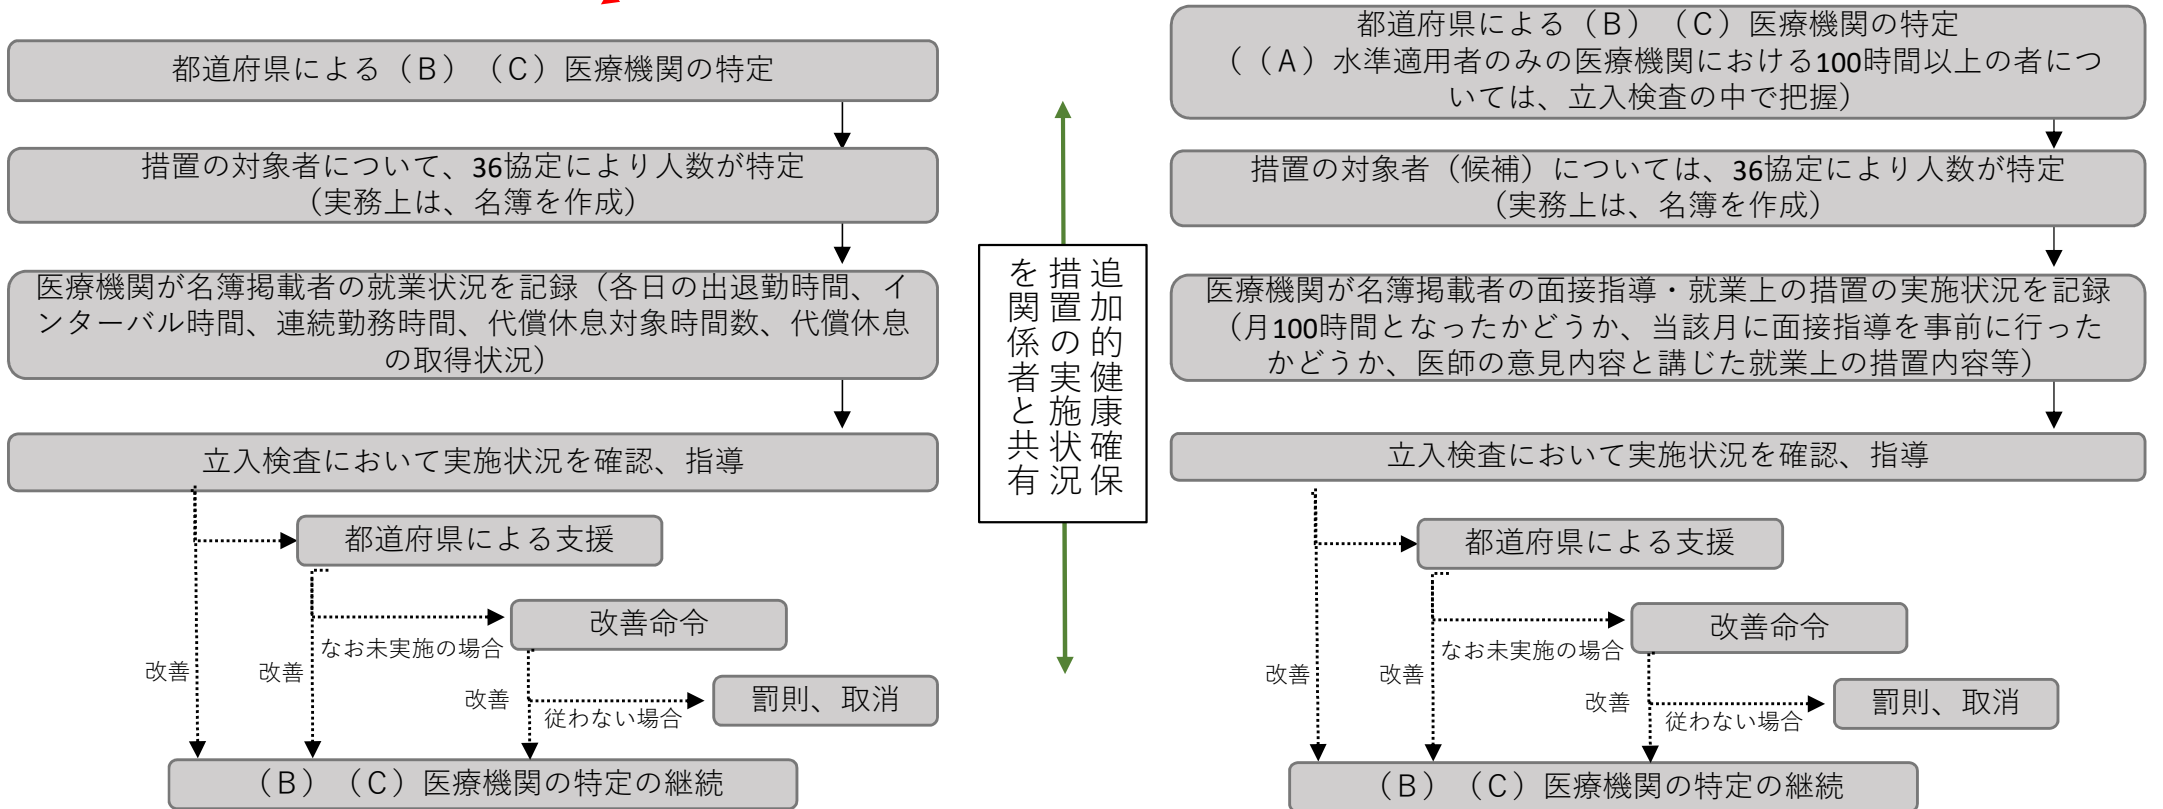 都道府県による（Ｂ）（Ｃ）医療機関の特定
措置の対象者について、36協定により人数が特定
（実務上は、名簿を作成）
医療機関が名簿掲載者の就業状況を記録（各日の出退勤時間、イ
ンターバル時間、連続勤務時間、代償休息対象時間数、代償休息
の取得状況）
立入検査において実施状況を確認、指導
都道府県による支援
改善命令
なお未実施の場合
改善
改善
改善
罰則、取消
従わない場合
（Ｂ）（Ｃ）医療機関の特定の継続
追加的健康確保
措置の実施状況
を関係者と共有
都道府県による（Ｂ）（Ｃ）医療機関の特定
（（Ａ）水準適用者のみの医療機関における100時間以上の者につ
いては、立入検査の中で把握）
措置の対象者（候補）については、36協定により人数が特定
（実務上は、名簿を作成）
医療機関が名簿掲載者の面接指導・就業上の措置の実施状況を記録
（月100時間となったかどうか、当該月に面接指導を事前に行った
かどうか、医師の意見内容と講じた就業上の措置内容等）
立入検査において実施状況を確認、指導
都道府県による支援
改善命令
なお未実施の場合
改善
改善
改善
罰則、取消
従わない場合
（Ｂ）（Ｃ）医療機関の特定の継続